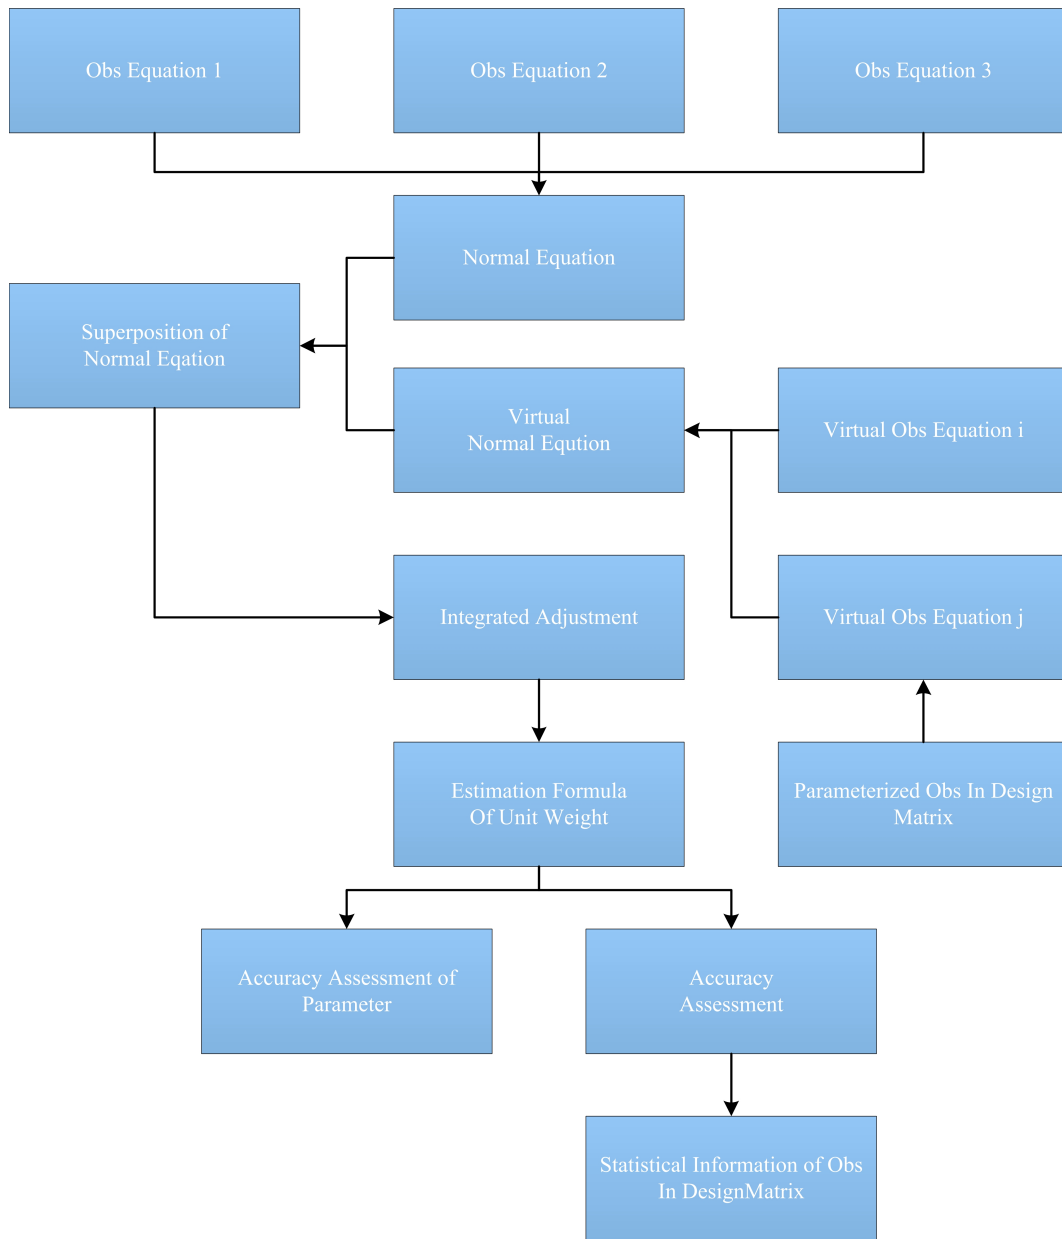 Obs Equation 1
Obs Equation 2
Obs Equation 3
Normal Equation
Superposition of
Normal Eqation
Virtual
Normal Eqution
Virtual Obs Equation i
Integrated Adjustment
Virtual Obs Equation j
Estimation Formula
Of Unit Weight
Parameterized Obs In Design
Matrix
Accuracy Assessment of
Parameter
Accuracy
Assessment
Statistical Information of Obs
In DesignMatrix